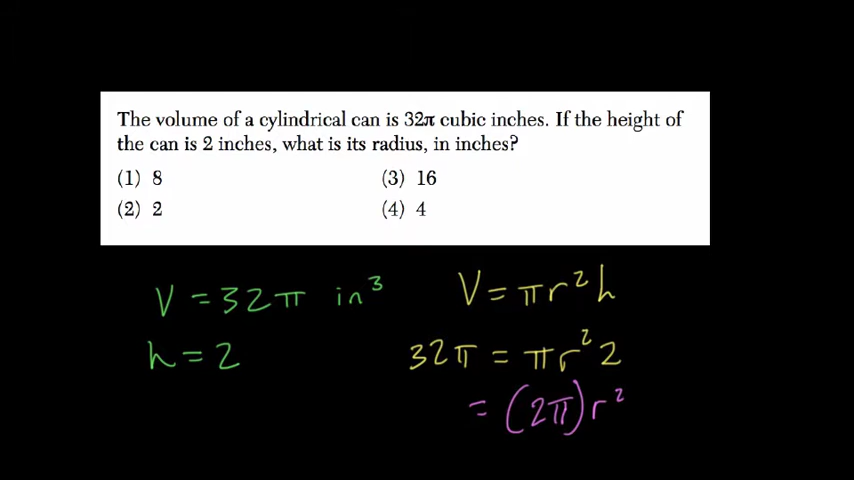 The volume of a cylindrical can is 32π cubic inches. If the height of
the can is 2 inches, what is its radius, in inches?
(1) 8 (3) 16
(2) 2 (4) 4
V = 32π in³ V = πr²h
h = 2 32π = πr²2
= (2π)r²